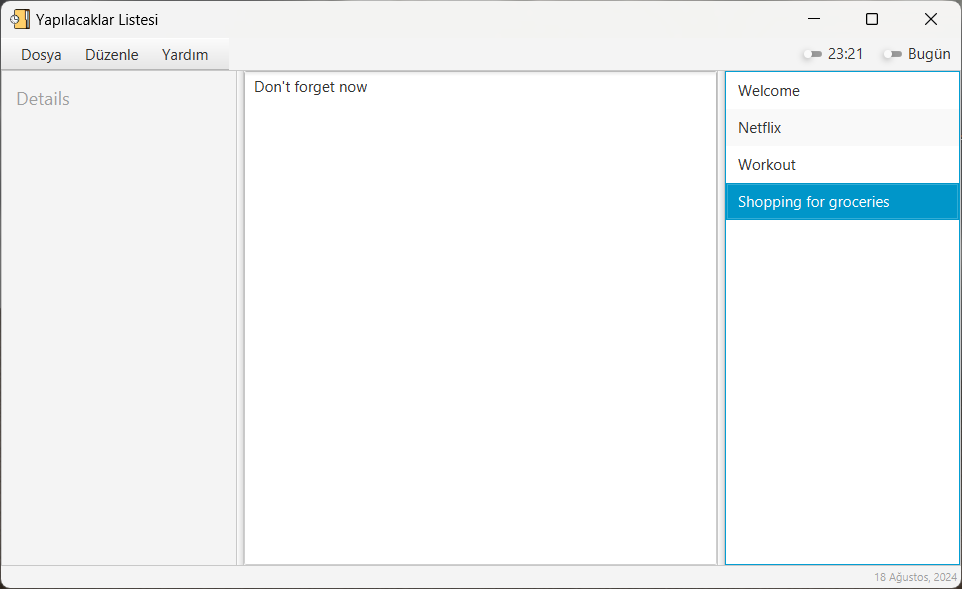 Yapılacaklar Listesi
Dosya Düzenle Yardım 23:21 Bugün
Details
Don't forget now
Welcome
Netflix
Workout
Shopping for groceries
18 Ağustos, 2024